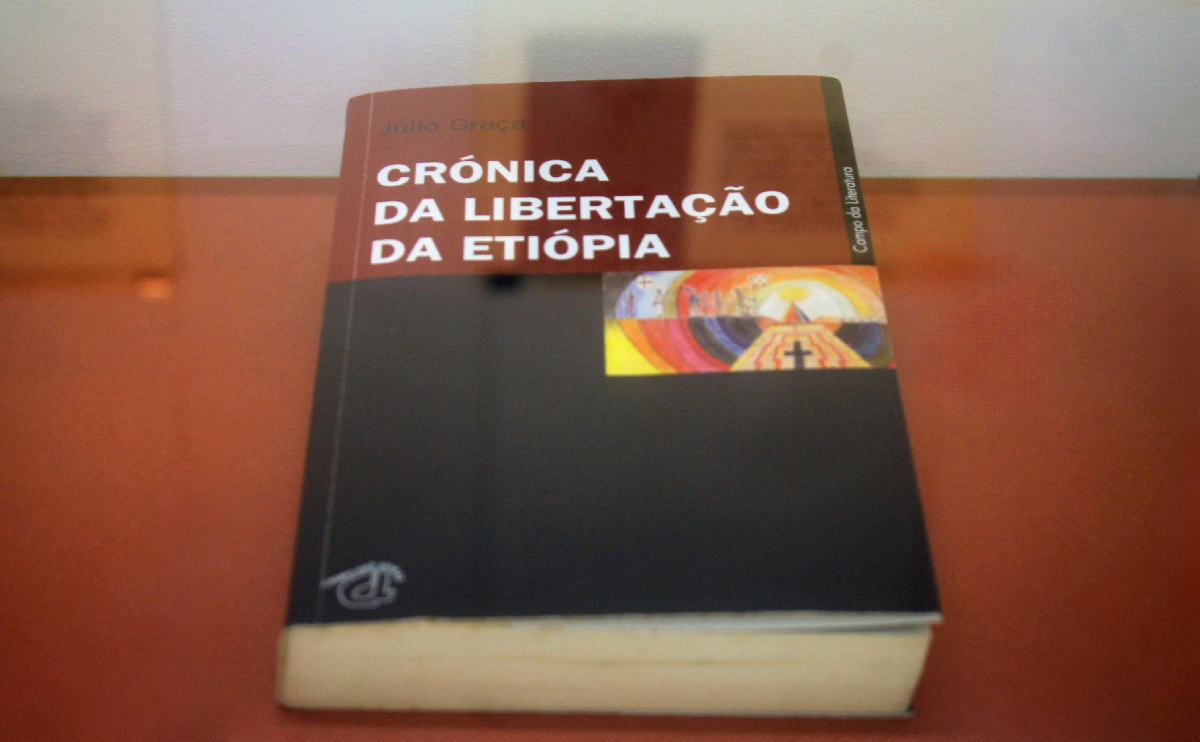 Júlio Graça
CRÓNICA
DA LIBERTAÇÃO
DA ETIÓPIA
Campo da Literatura